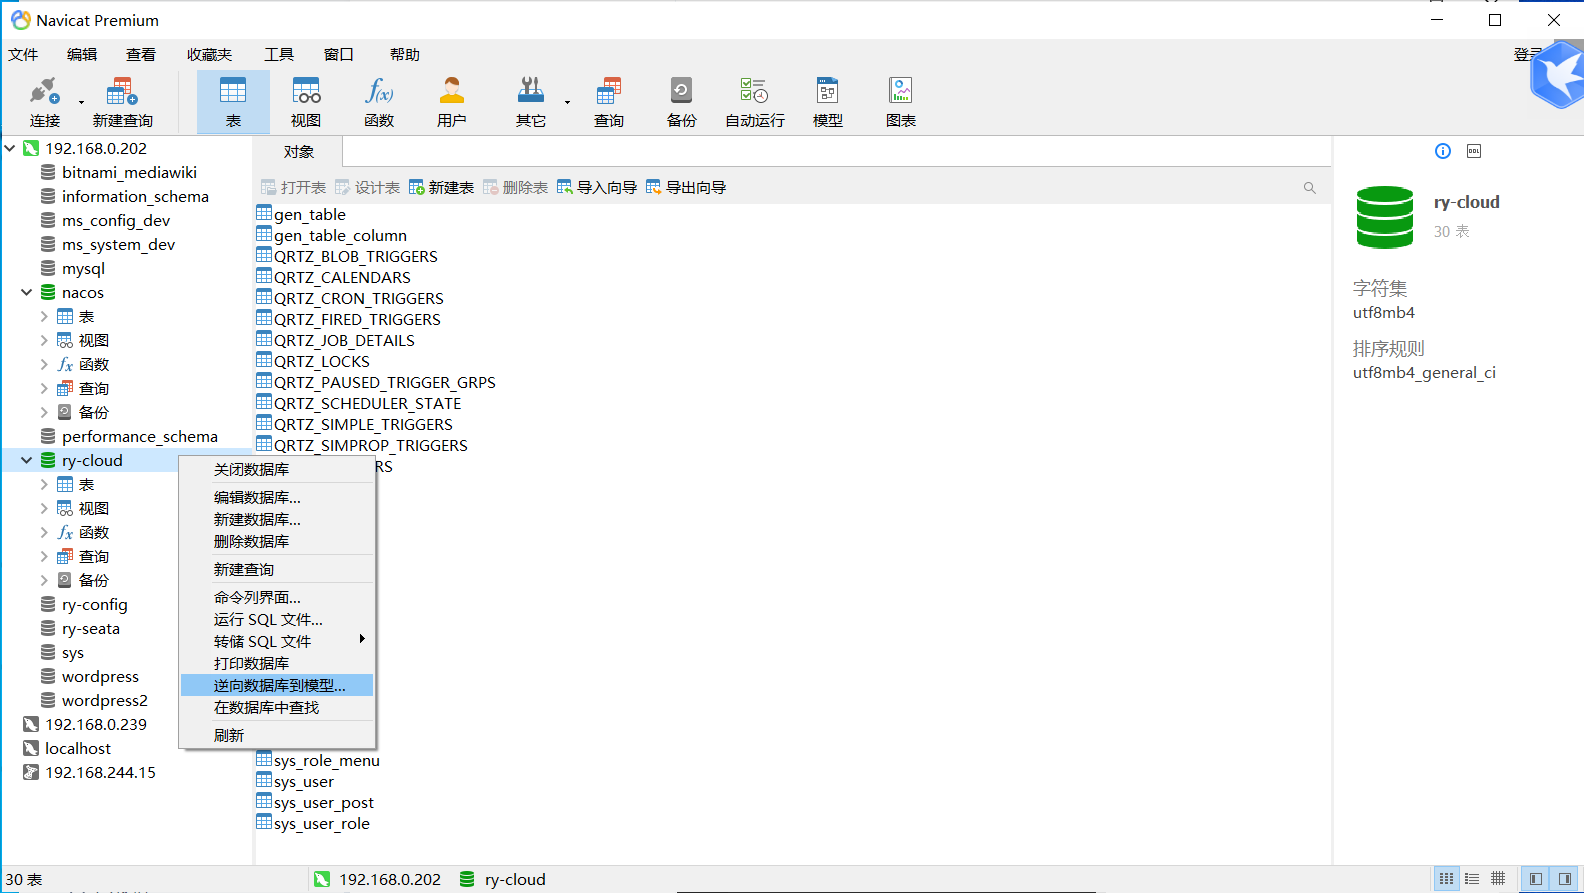 Navicat Premium
文件 编辑 查看 收藏夹 工具 窗口 帮助
连接 新建查询 表 视图 函数 用户 其它 查询 备份 自动运行 模型 图表
192.168.0.202
bitnami_mediawiki
information_schema
ms_config_dev
ms_system_dev
mysql
nacos
表
视图
fx 函数
查询
备份
performance_schema
ry-cloud
表
视图
fx 函数
查询
备份
ry-config
ry-seata
sys
wordpress
wordpress2
192.168.0.239
localhost
192.168.244.15
对象
打开表 设计表 新建表 删除表 导入向导 导出向导
gen_table
gen_table_column
QRTZ_BLOB_TRIGGERS
QRTZ_CALENDARS
QRTZ_CRON_TRIGGERS
QRTZ_FIRED_TRIGGERS
QRTZ_JOB_DETAILS
QRTZ_LOCKS
QRTZ_PAUSED_TRIGGER_GRPS
QRTZ_SCHEDULER_STATE
QRTZ_SIMPLE_TRIGGERS
QRTZ_SIMPROP_TRIGGERS
RS
关闭数据库
编辑数据库...
新建数据库...
删除数据库
新建查询
命令列界面...
运行 SQL 文件...
转储 SQL 文件
打印数据库
逆向数据库到模型...
在数据库中查找
刷新
sys_role_menu
sys_user
sys_user_post
sys_user_role
DDL
ry-cloud
30 表
字符集
utf8mb4
排序规则
utf8mb4_general_ci
30 表 192.168.0.202 ry-cloud